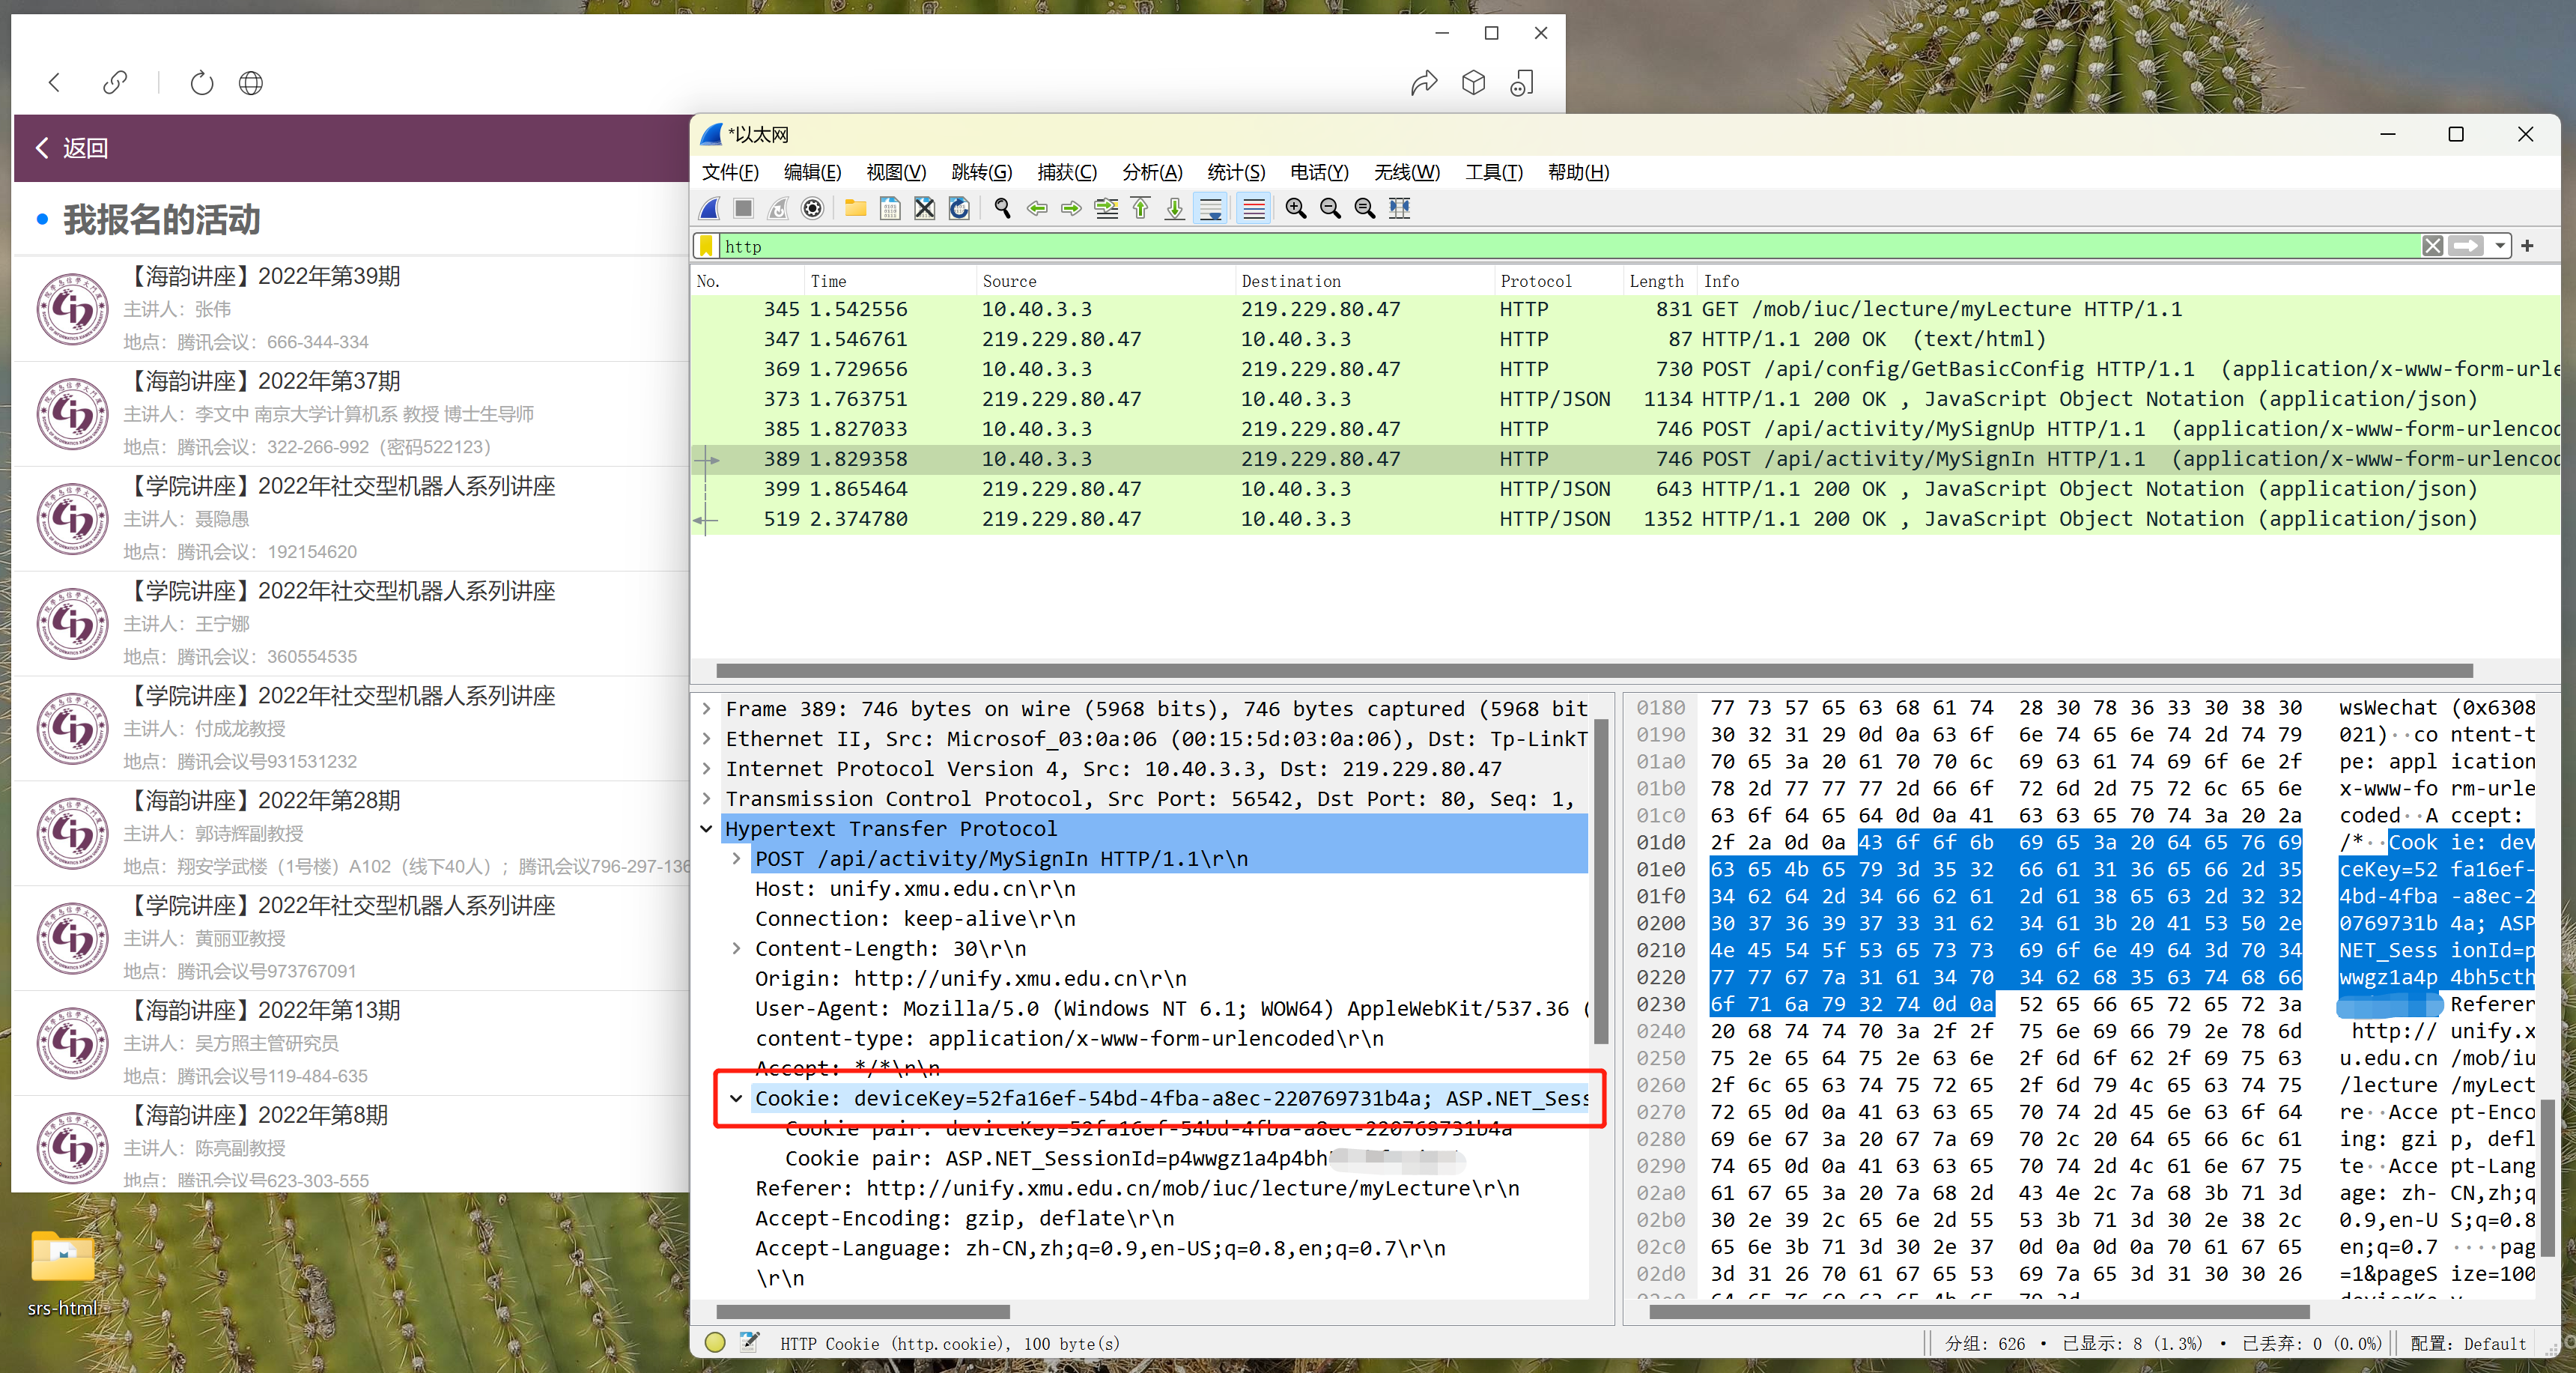 返回
我报名的活动
【海韵讲座】2022年第39期
主讲人：张伟
地点：腾讯会议：666-344-334
【海韵讲座】2022年第37期
主讲人：李文中 南京大学计算机系 教授 博士生导师
地点：腾讯会议：322-266-992（密码522123）
【学院讲座】2022年社交型机器人系列讲座
主讲人：聂隐愚
地点：腾讯会议：192154620
【学院讲座】2022年社交型机器人系列讲座
主讲人：王宁娜
地点：腾讯会议：360554535
【学院讲座】2022年社交型机器人系列讲座
主讲人：付成龙教授
地点：腾讯会议号931531232
【海韵讲座】2022年第28期
主讲人：郭诗辉副教授
地点：翔安学武楼（1号楼）A102（线下40人）；腾讯会议796-297-136
【学院讲座】2022年社交型机器人系列讲座
主讲人：黄丽亚教授
地点：腾讯会议号973767091
【海韵讲座】2022年第13期
主讲人：吴方照主管研究员
地点：腾讯会议号119-484-635
【海韵讲座】2022年第8期
主讲人：陈亮副教授
地点：腾讯会议号623-303-555
srs-html
*以太网
文件(F) 编辑(E) 视图(V) 跳转(G) 捕获(C) 分析(A) 统计(S) 电话(Y) 无线(W) 工具(T) 帮助(H)
http
No. Time Source Destination Protocol Length Info
345 1.542556 10.40.3.3 219.229.80.47 HTTP 831 GET /mob/iuc/lecture/myLecture HTTP/1.1
347 1.546761 219.229.80.47 10.40.3.3 HTTP 87 HTTP/1.1 200 OK (text/html)
369 1.729656 10.40.3.3 219.229.80.47 HTTP 730 POST /api/config/GetBasicConfig HTTP/1.1 (application/x-www-form-urle
373 1.763751 219.229.80.47 10.40.3.3 HTTP/JSON 1134 HTTP/1.1 200 OK , JavaScript Object Notation (application/json)
385 1.827033 10.40.3.3 219.229.80.47 HTTP 746 POST /api/activity/MySignUp HTTP/1.1 (application/x-www-form-urlencod
389 1.829358 10.40.3.3 219.229.80.47 HTTP 746 POST /api/activity/MySignIn HTTP/1.1 (application/x-www-form-urlencod
399 1.865464 219.229.80.47 10.40.3.3 HTTP/JSON 643 HTTP/1.1 200 OK , JavaScript Object Notation (application/json)
519 2.374780 219.229.80.47 10.40.3.3 HTTP/JSON 1352 HTTP/1.1 200 OK , JavaScript Object Notation (application/json)
Frame 389: 746 bytes on wire (5968 bits), 746 bytes captured (5968 bit
Ethernet II, Src: Microsof_03:0a:06 (00:15:5d:03:0a:06), Dst: Tp-LinkT
Internet Protocol Version 4, Src: 10.40.3.3, Dst: 219.229.80.47
Transmission Control Protocol, Src Port: 56542, Dst Port: 80, Seq: 1,
Hypertext Transfer Protocol
POST /api/activity/MySignIn HTTP/1.1\r\n
Host: unify.xmu.edu.cn\r\n
Connection: keep-alive\r\n
Content-Length: 30\r\n
Origin: http://unify.xmu.edu.cn\r\n
User-Agent: Mozilla/5.0 (Windows NT 6.1; WOW64) AppleWebKit/537.36 (
content-type: application/x-www-form-urlencoded\r\n
Accept: */*\r\n
Cookie: deviceKey=52fa16ef-54bd-4fba-a8ec-220769731b4a; ASP.NET_Sess
Cookie pair: deviceKey=52fa16ef-54bd-4fba-a8ec-220769731b4a
Cookie pair: ASP.NET_SessionId=p4wwgz1a4p4bh
Referer: http://unify.xmu.edu.cn/mob/iuc/lecture/myLecture\r\n
Accept-Encoding: gzip, deflate\r\n
Accept-Language: zh-CN,zh;q=0.9,en-US;q=0.8,en;q=0.7\r\n
\r\n
0180 77 73 57 65 63 68 61 74 28 30 78 36 33 30 38 30 wsWechat (0x6308
0190 30 32 31 29 0d 0a 63 6f 6e 74 65 6e 74 2d 74 79 021)··co ntent-t
01a0 70 65 3a 20 61 70 70 6c 69 63 61 74 69 6f 6e 2f pe: appl ication
01b0 78 2d 77 77 77 2d 66 6f 72 6d 2d 75 72 6c 65 6e x-www-fo rm-urle
01c0 63 6f 64 65 64 0d 0a 41 63 63 65 70 74 3a 20 2a coded··A ccept:
01d0 2f 2a 0d 0a 43 6f 6f 6b 69 65 3a 20 64 65 76 69 /*··Cook ie: dev
01e0 63 65 4b 65 79 3d 35 32 66 61 31 36 65 66 2d 35 ceKey=52 fa16ef-
01f0 34 62 64 2d 34 66 62 61 2d 61 38 65 63 2d 32 32 4bd-4fba -a8ec-2
0200 30 37 36 39 37 33 31 62 34 61 3b 20 41 53 50 2e 0769731b 4a; ASP
0210 4e 45 54 5f 53 65 73 73 69 6f 6e 49 64 3d 70 34 NET_Sess ionId=p
0220 77 77 67 7a 31 61 34 70 34 62 68 35 63 74 68 66 wwgz1a4p 4bh5cth
0230 6f 71 6a 79 32 74 0d 0a 52 65 66 65 72 65 72 3a Referer
0240 20 68 74 74 70 3a 2f 2f 75 6e 69 66 79 2e 78 6d http:// unify.x
0250 75 2e 65 64 75 2e 63 6e 2f 6d 6f 62 2f 69 75 63 u.edu.cn /mob/iu
0260 2f 6c 65 63 74 75 72 65 2f 6d 79 4c 65 63 74 75 /lecture /myLect
0270 72 65 0d 0a 41 63 63 65 70 74 2d 45 6e 63 6f 64 re··Acce pt-Enco
0280 69 6e 67 3a 20 67 7a 69 70 2c 20 64 65 66 6c 61 ing: gzi p, defl
0290 74 65 0d 0a 41 63 63 65 70 74 2d 4c 61 6e 67 75 te··Acce pt-Lang
02a0 61 67 65 3a 20 7a 68 2d 43 4e 2c 7a 68 3b 71 3d age: zh- CN,zh;q
02b0 30 2e 39 2c 65 6e 2d 55 53 3b 71 3d 30 2e 38 2c 0.9,en-U S;q=0.8
02c0 65 6e 3b 71 3d 30 2e 37 0d 0a 0d 0a 70 61 67 65 en;q=0.7 ····pag
02d0 3d 31 26 70 61 67 65 53 69 7a 65 3d 31 30 30 26 =1&pageS ize=100
HTTP Cookie (http.cookie), 100 byte(s)
分组: 626 · 已显示: 8 (1.3%) · 已丢弃: 0 (0.0%)
配置: Default